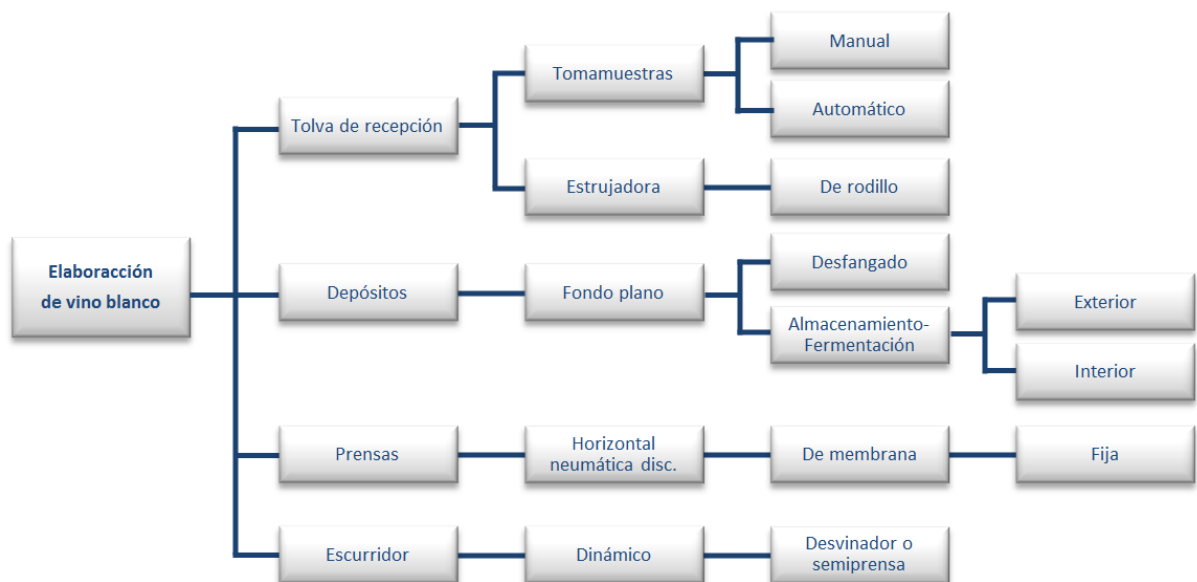 Elaboracción
de vino blanco
Tolva de recepción
Tomamuestras
Manual
Automático
Estrujadora
De rodillo
Depósitos
Fondo plano
Desfangado
Almacenamiento-
Fermentación
Exterior
Interior
Prensas
Horizontal
neumática disc.
De membrana
Fija
Escurridor
Dinámico
Desvinador o
semiprensa